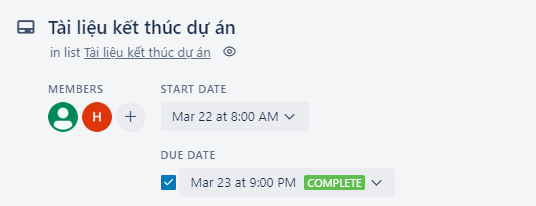 Tài liệu kết thúc dự án
in list Tài liệu kết thúc dự án
MEMBERS
H
+
START DATE
Mar 22 at 8:00 AM
DUE DATE
Mar 23 at 9:00 PM COMPLETE